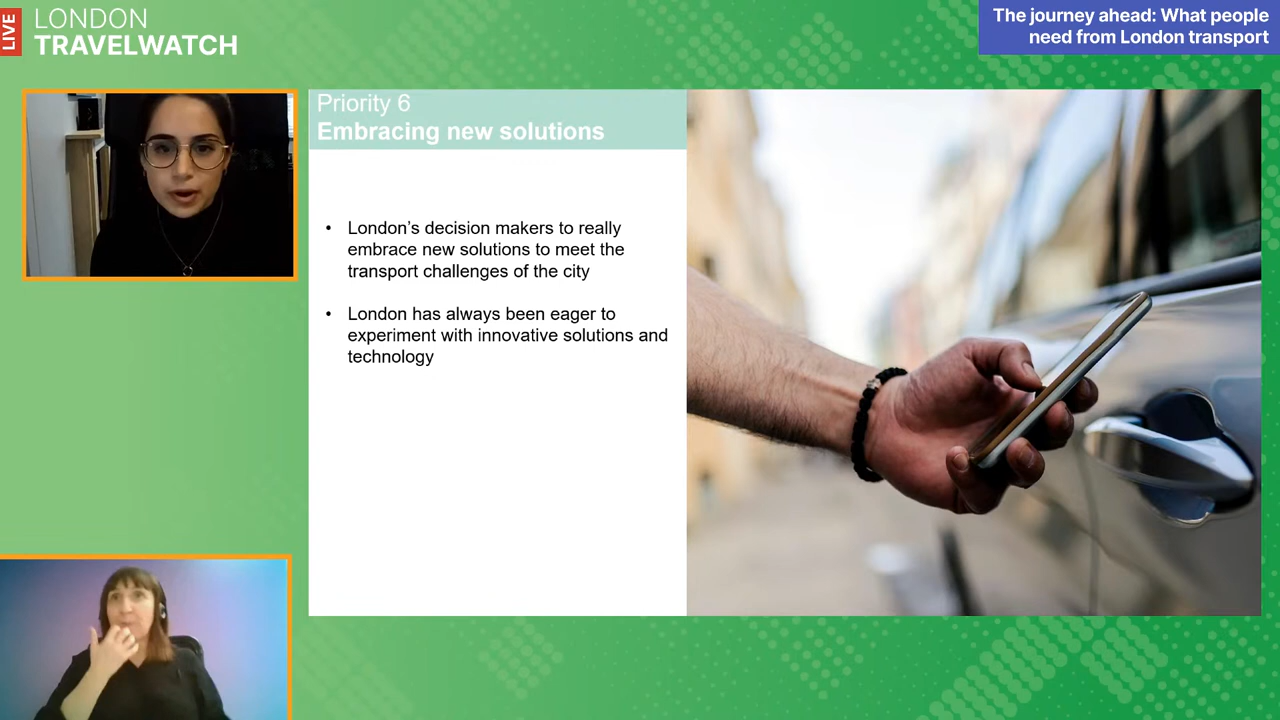 LIVE
LONDON
TRAVELWATCH
The journey ahead: What people
need from London transport
Priority 6
Embracing new solutions
• London’s decision makers to really
embrace new solutions to meet the
transport challenges of the city
• London has always been eager to
experiment with innovative solutions and
technology